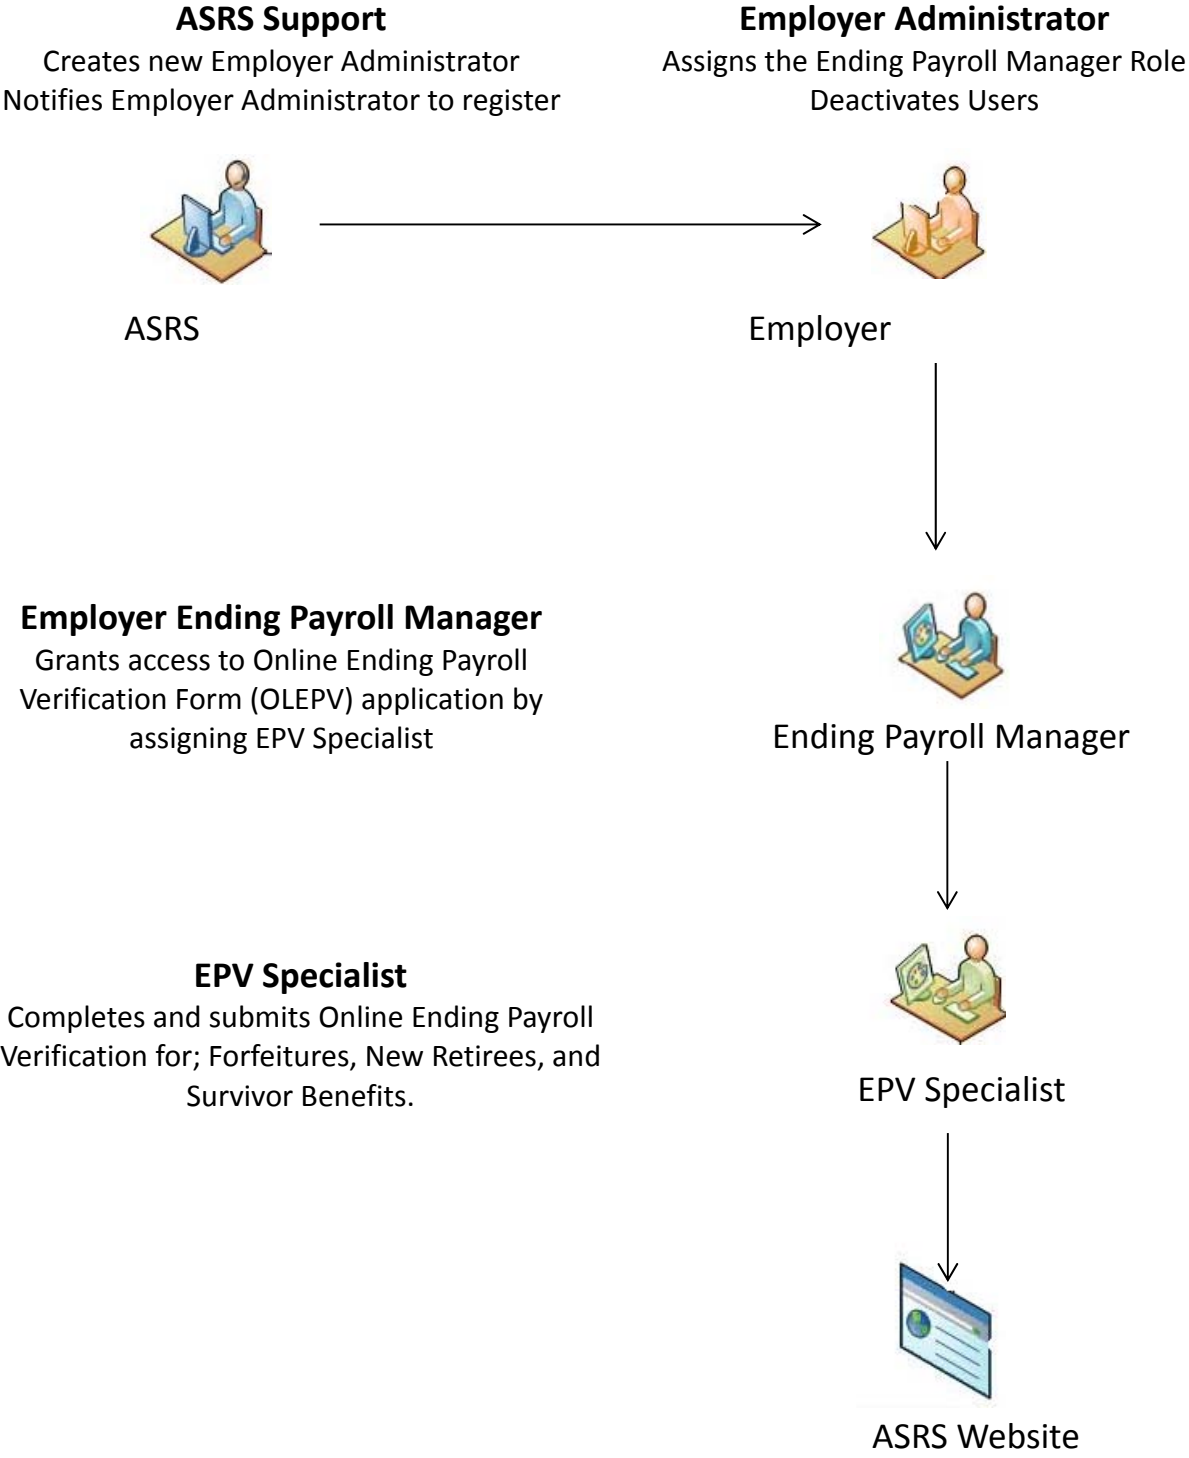 ASRS Support
Creates new Employer Administrator
Notifies Employer Administrator to register
Employer Administrator
Assigns the Ending Payroll Manager Role
Deactivates Users
ASRS
Employer
Employer Ending Payroll Manager
Grants access to Online Ending Payroll
Verification Form (OLEPV) application by
assigning EPV Specialist
Ending Payroll Manager
EPV Specialist
Completes and submits Online Ending Payroll
Verification for; Forfeitures, New Retirees, and
Survivor Benefits.
EPV Specialist
ASRS Website